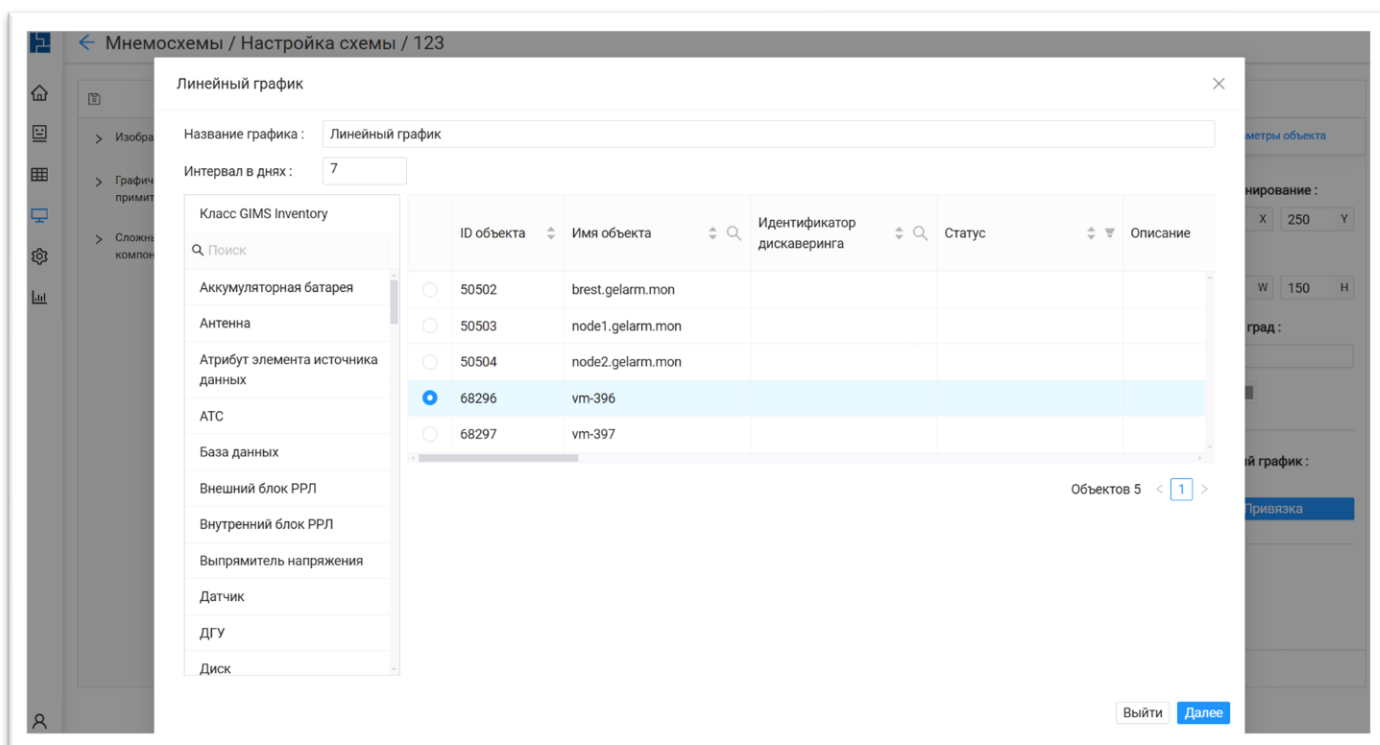 Мнемосхемы / Настройка схемы / 123
Линейный график
Название графика : Линейный график
Интервал в днях : 7
Класс GIMS Inventory
Поиск
Аккумуляторная батарея
Антенна
Атрибут элемента источника
данных
АТС
База данных
Внешний блок РРЛ
Внутренний блок РРЛ
Выпрямитель напряжения
Датчик
ДГУ
Диск
ID объекта Имя объекта Идентификатор
дискаверинга Статус Описание
50502 brest.gelarm.mon
50503 node1.gelarm.mon
50504 node2.gelarm.mon
68296 vm-396
68297 vm-397
Объектов 5 < 1 >
Выйти Далее
Изобра
Графич
примит
Сложны
компон
метры объекта
нирование :
X 250 Y
W 150 H
град :
й график :
Привязка